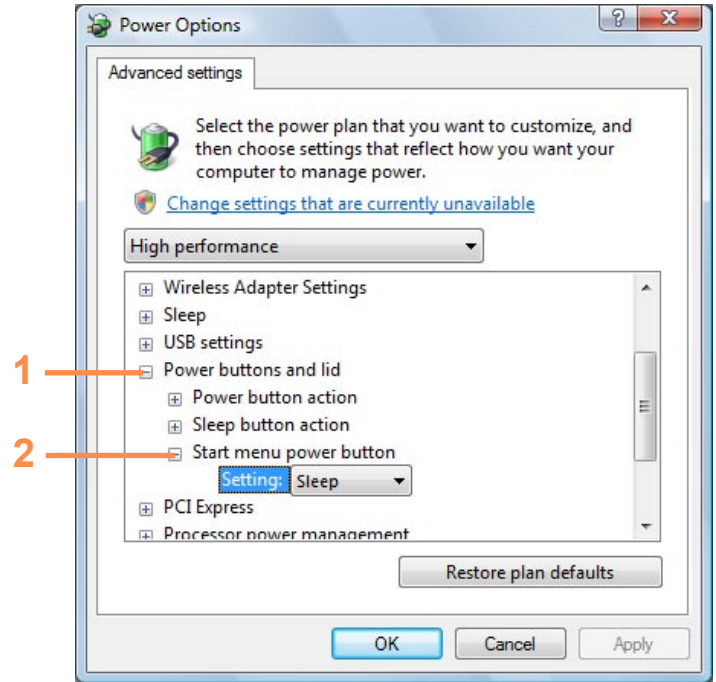 Power Options
?
X
Advanced settings
Select the power plan that you want to customize, and
then choose settings that reflect how you want your
computer to manage power.
Change settings that are currently unavailable
High performance
Wireless Adapter Settings
Sleep
USB settings
1 Power buttons and lid
Power button action
Sleep button action
2 Start menu power button
Setting: Sleep
PCI Express
Processor power management
Restore plan defaults
OK Cancel Apply